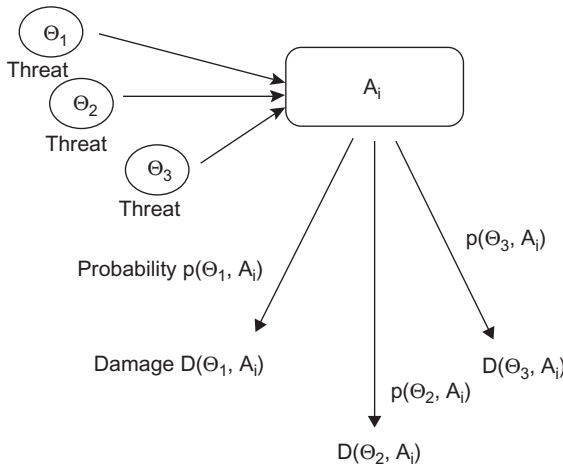 Θ1
Threat
Θ2
Threat
Θ3
Threat
Ai
Probability p(Θ1, Ai)
p(Θ3, Ai)
Damage D(Θ1, Ai)
D(Θ3, Ai)
p(Θ2, Ai)
D(Θ2, Ai)